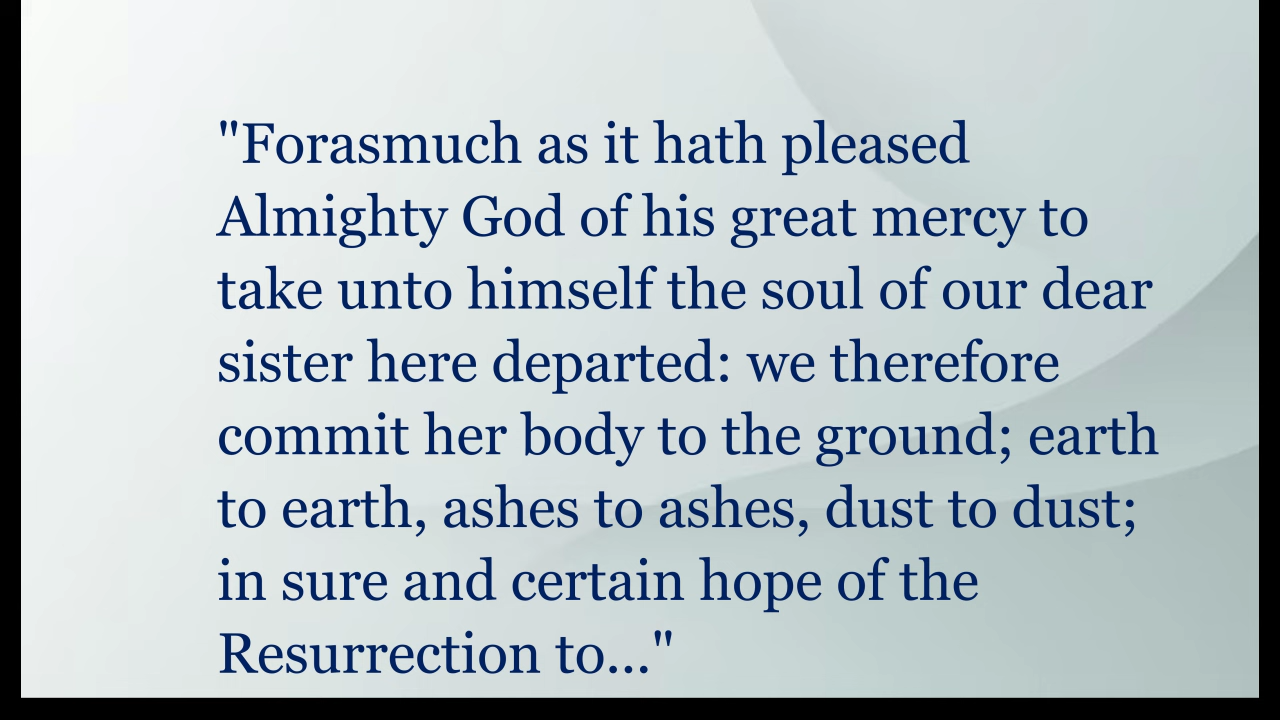 "Forasmuch as it hath pleased
Almighty God of his great mercy to
take unto himself the soul of our dear
sister here departed: we therefore
commit her body to the ground; earth
to earth, ashes to ashes, dust to dust;
in sure and certain hope of the
Resurrection to..."